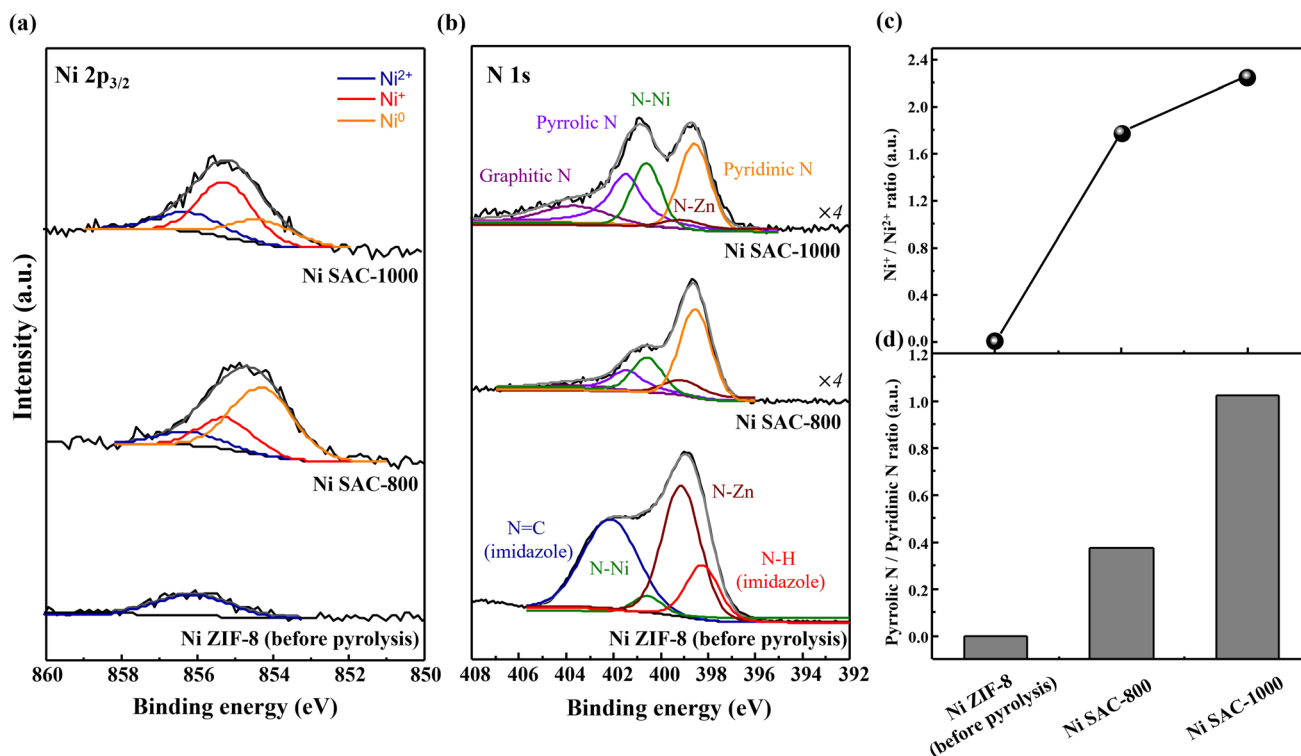 (a)
Ni 2p3/2
Ni2+
Ni+
Ni0
Ni SAC-1000
Ni SAC-800
Ni ZIF-8 (before pyrolysis)
Intensity (a.u.)
860 858 856 854 852 850
Binding energy (eV)
(b)
N 1s
N-Ni
Pyrrolic N
Graphitic N
Pyridinic N
N-Zn
×4
Ni SAC-1000
×4
Ni SAC-800
N-Zn
N=C
(imidazole)
N-Ni
N-H
(imidazole)
Ni ZIF-8 (before pyrolysis)
408 406 404 402 400 398 396 394 392
Binding energy (eV)
(c)
2.4
2.0
1.6
1.2
0.8
0.4
0.0
Ni+ / Ni2+ ratio (a.u.)
(d)
1.2
1.0
0.8
0.6
0.4
0.2
0.0
Pyrrolic N / Pyridinic N ratio (a.u.)
Ni ZIF-8
(before pyrolysis)
Ni SAC-800
Ni SAC-1000